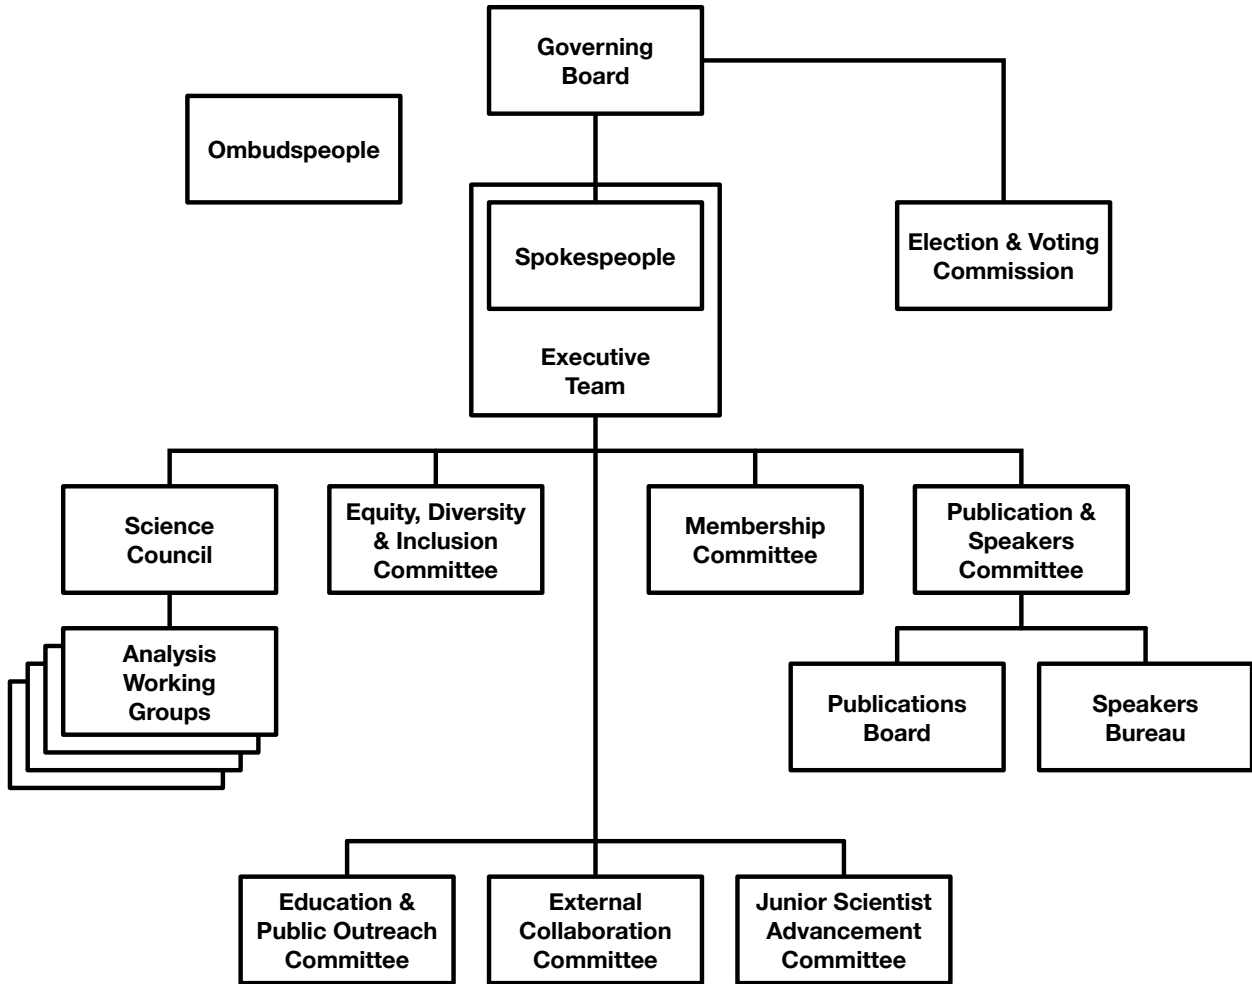 Governing
Board
Ombudspeople
Election & Voting
Commission
Spokespeople
Executive
Team
Science
Council
Equity, Diversity
& Inclusion
Committee
Membership
Committee
Publication &
Speakers
Committee
Analysis
Working
Groups
Publications
Board
Speakers
Bureau
Education &
Public Outreach
Committee
External
Collaboration
Committee
Junior Scientist
Advancement
Committee